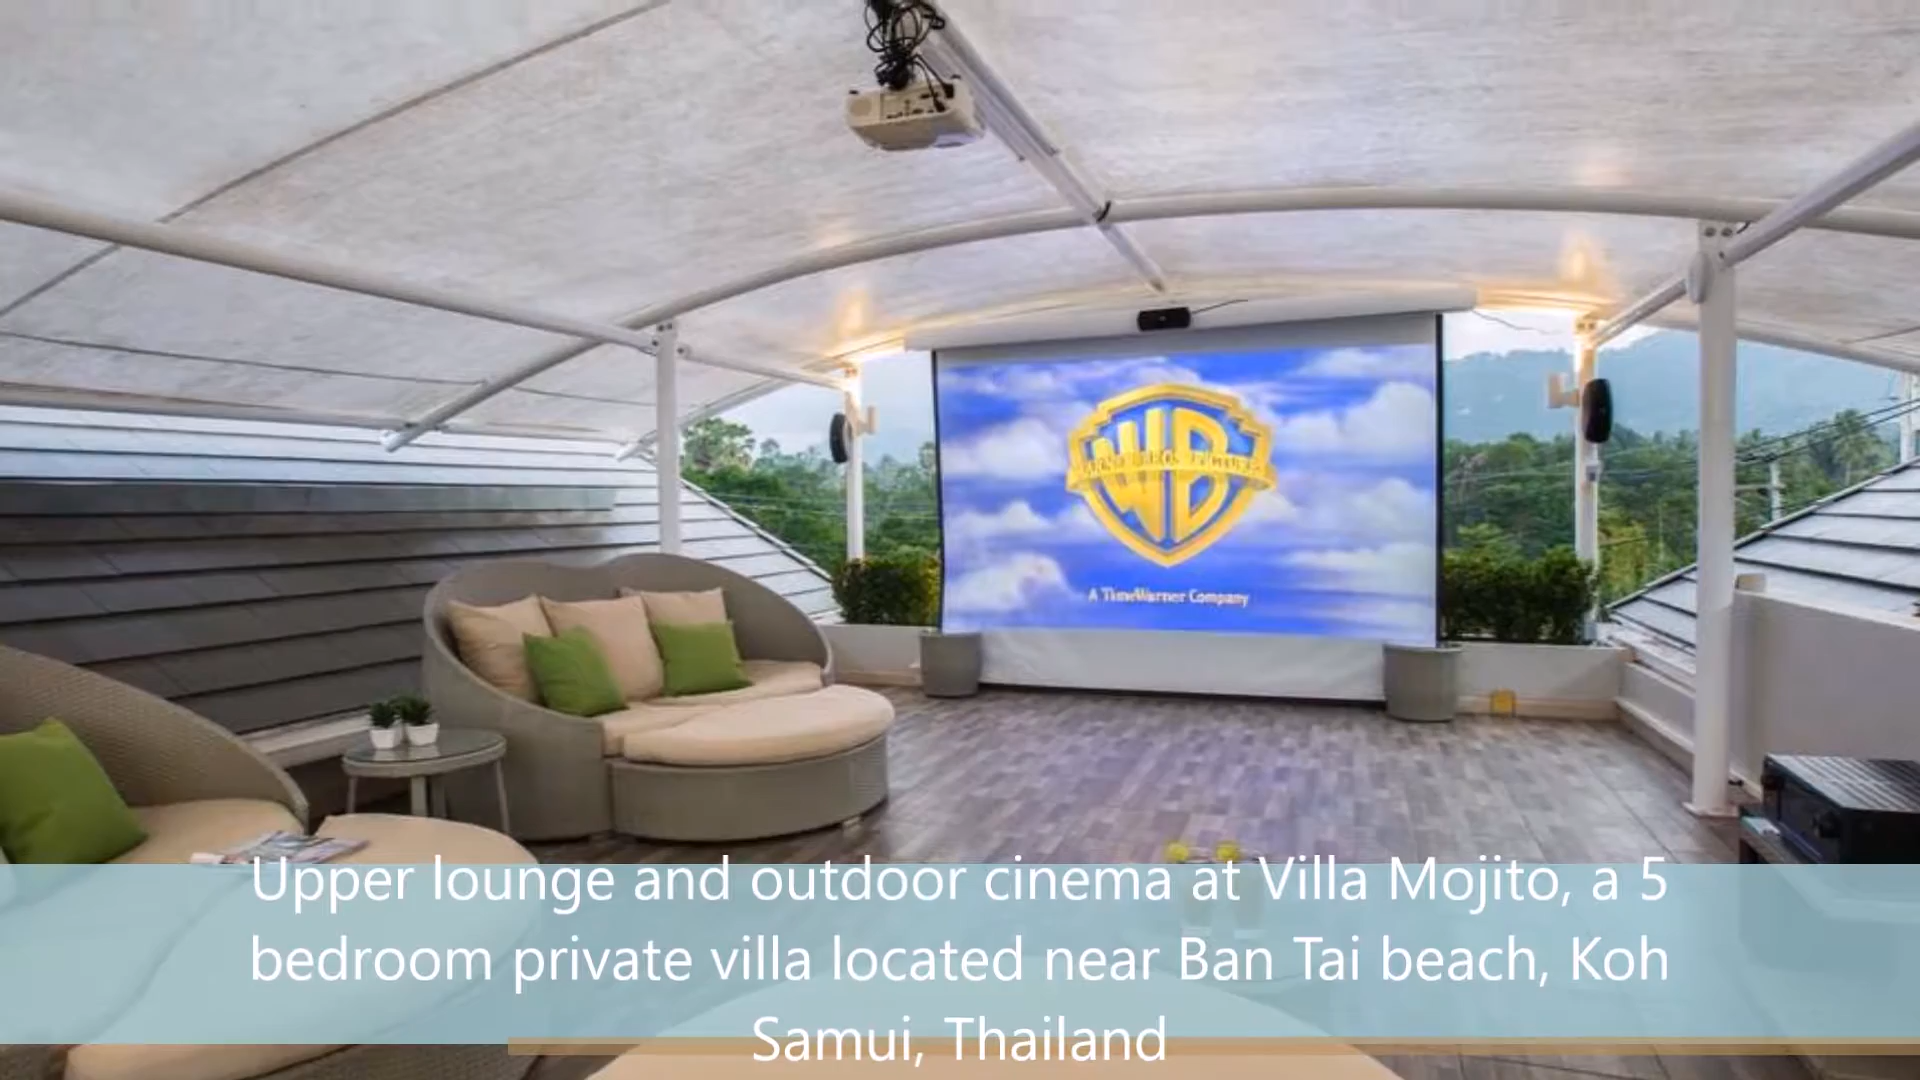 WB
A TimeWarner Company
Upper lounge and outdoor cinema at Villa Mojito, a 5
bedroom private villa located near Ban Tai beach, Koh
Samui, Thailand